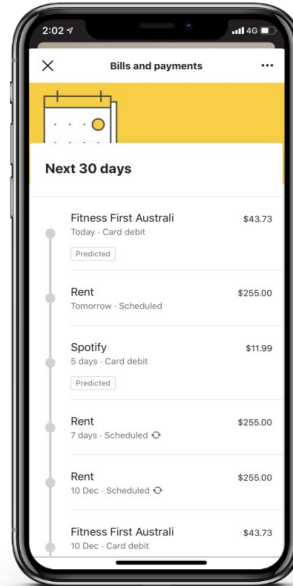 2:02
4G
Bills and payments
Next 30 days
Fitness First Australi $43.73
Today · Card debit
Predicted
Rent $255.00
Tomorrow · Scheduled
Spotify $11.99
5 days · Card debit
Predicted
Rent $255.00
7 days · Scheduled
Rent $255.00
10 Dec · Scheduled
Fitness First Australi $43.73
10 Dec · Card debit